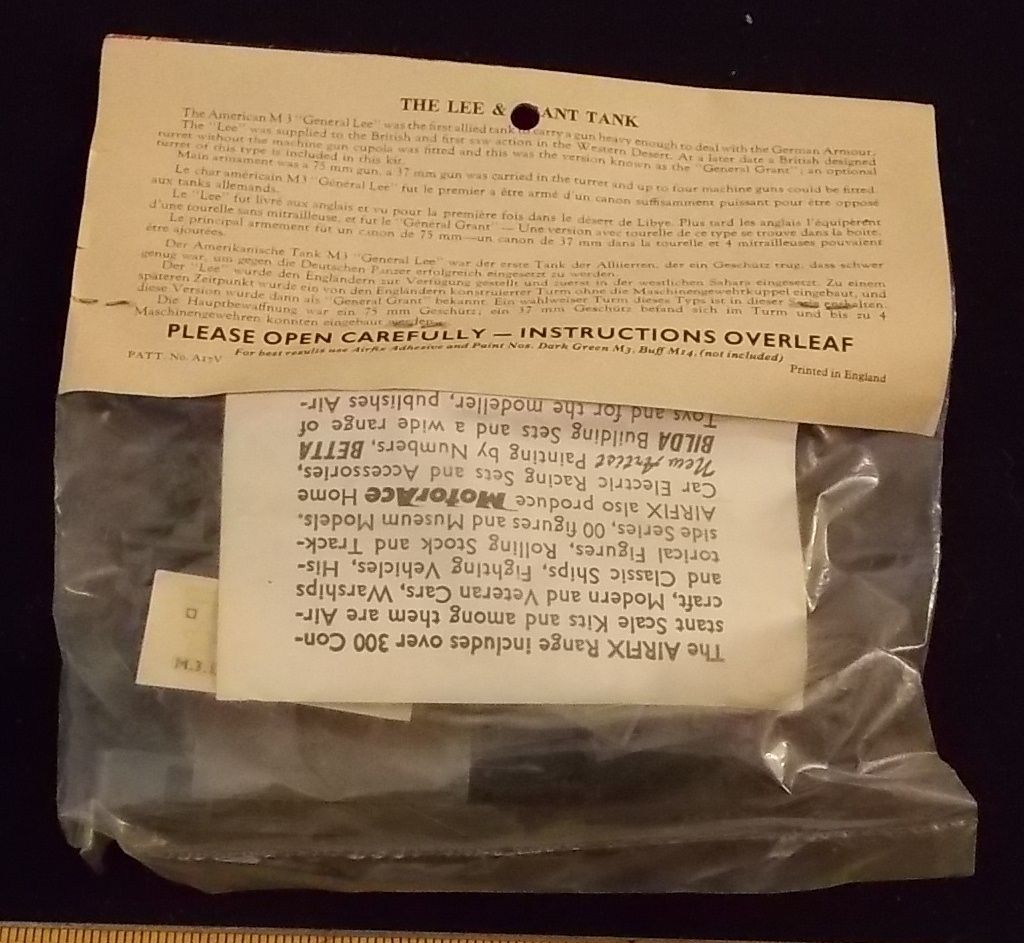 THE LEE & ANT TANK
The American M3 "General Lee" was the first allied tank to carry a gun heavy enough to deal with the German Armour.
The "Lee" was supplied to the British and first saw action in the Western Desert. At a later date a British designed
turret without the machine gun cupola was fitted and this was the version known as the "General Grant"; an optional
turret of this type is included in this kit.
Main armament was a 75 mm gun, a 37 mm gun was carried in the turret and up to four machine guns could be fitted.
Le char américain M3 "Général Lee" fut le premier a être armé d'un canon suffisamment puissant pour être opposé
aux tanks allemands.
Le "Lee" fut livré aux anglais et vu pour la première fois dans le désert de Libye. Plus tard les anglais l'équipèrent
d'une tourelle sans mitrailleuse, et fut le "Général Grant" — Une version avec tourelle de ce type se trouve dans la boite.
Le principal armement fut un canon de 75 mm—un canon de 37 mm dans la tourelle et 4 mitrailleuses pouvaient
être ajoutées.
Der Amerikanische Tank M3 "General Lee" war der erste Tank der Alliierten, der ein Geschütz trug, dass schwer
genug war, um gegen die Deutschen Panzer erfolgreich eingesetzt zu werden.
Der "Lee" wurde den Engländern zur Verfügung gestellt und zuerst in der westlichen Sahara eingesetzt. Zu einem
späteren Zeitpunkt wurde ein von den Engländern konstruierter Turm ohne die Maschinengewehrkuppel eingebaut, und
diese Version wurde dann als "General Grant" bekannt. Ein wahlweiser Turm dieses Typs ist in dieser Serie enthalten.
Die Hauptbewaffnung war ein 75 mm Geschütz; ein 37 mm Geschütz befand sich im Turm und bis zu 4
Maschinengewehren konnten eingebaut werden.
PLEASE OPEN CAREFULLY — INSTRUCTIONS OVERLEAF
For best results use Airfix Adhesive and Paint Nos. Dark Green M3, Buff M14, (not included)
PATT. No. A17V
Printed in England
The AIRFIX Range includes over 300 Con-
stant Scale Kits and among them are Air-
craft, Modern and Veteran Cars, Warships
and Classic Ships, Fighting Vehicles, His-
torical Figures, Rolling Stock and Track-
side Series, 00 figures and Museum Models.
AIRFIX also produce MOTORACE Home
Car Electric Racing Sets and Accessories,
New Artist Painting by Numbers, BETTA
BILDA Building Sets and a wide range of
Toys and for the modeller, publishes Air-
M.3.